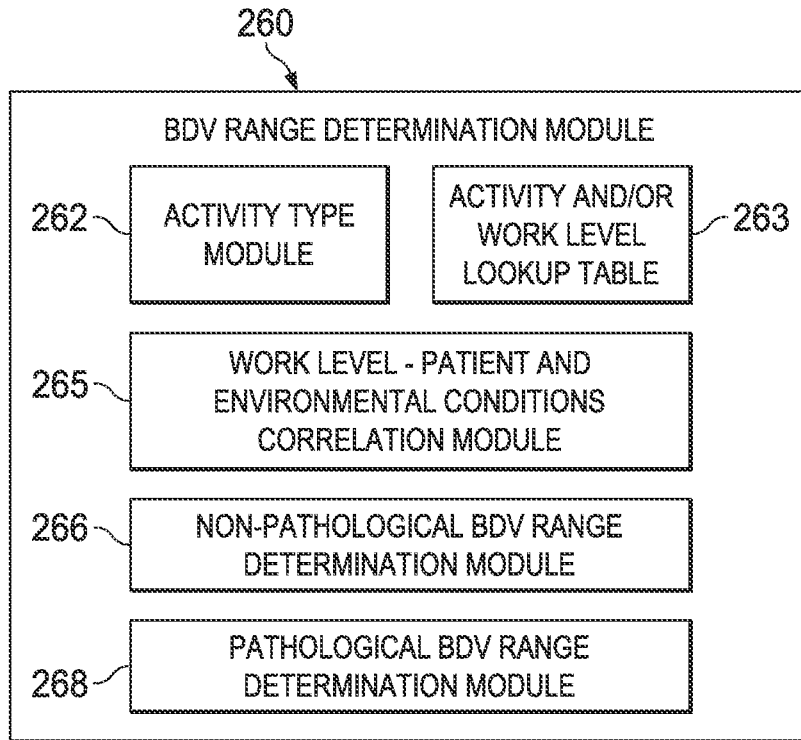 260
BDV RANGE DETERMINATION MODULE
262
ACTIVITY TYPE
MODULE
ACTIVITY AND/OR
WORK LEVEL
LOOKUP TABLE
263
265
WORK LEVEL - PATIENT AND
ENVIRONMENTAL CONDITIONS
CORRELATION MODULE
266
NON-PATHOLOGICAL BDV RANGE
DETERMINATION MODULE
268
PATHOLOGICAL BDV RANGE
DETERMINATION MODULE